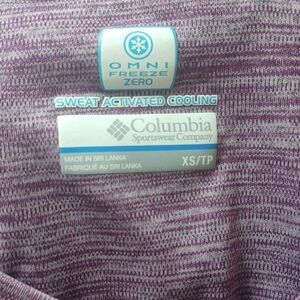 OMNI
FREEZE
ZERO
SWEAT ACTIVATED COOLING
Columbia
Sportswear Company
MADE IN SRI LANKA
FABRIQUÉ AU SRI LANKA
XS/TP